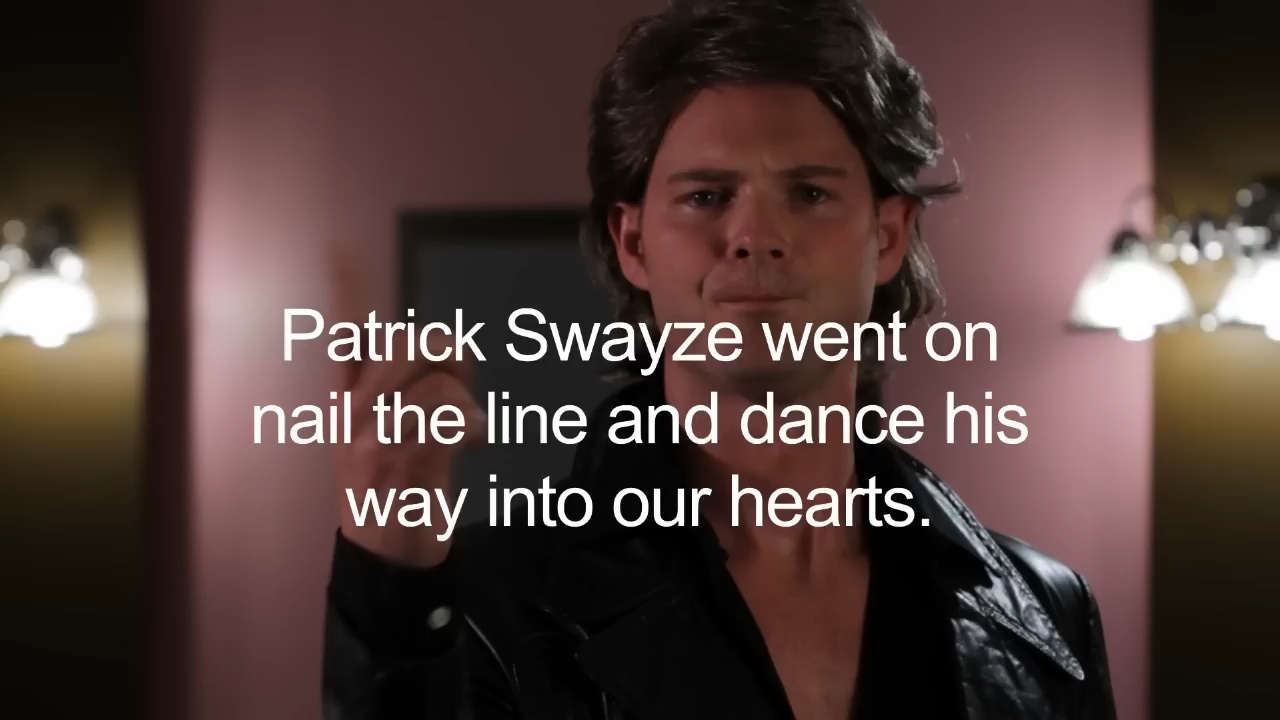 Patrick Swayze went on
nail the line and dance his
way into our hearts.